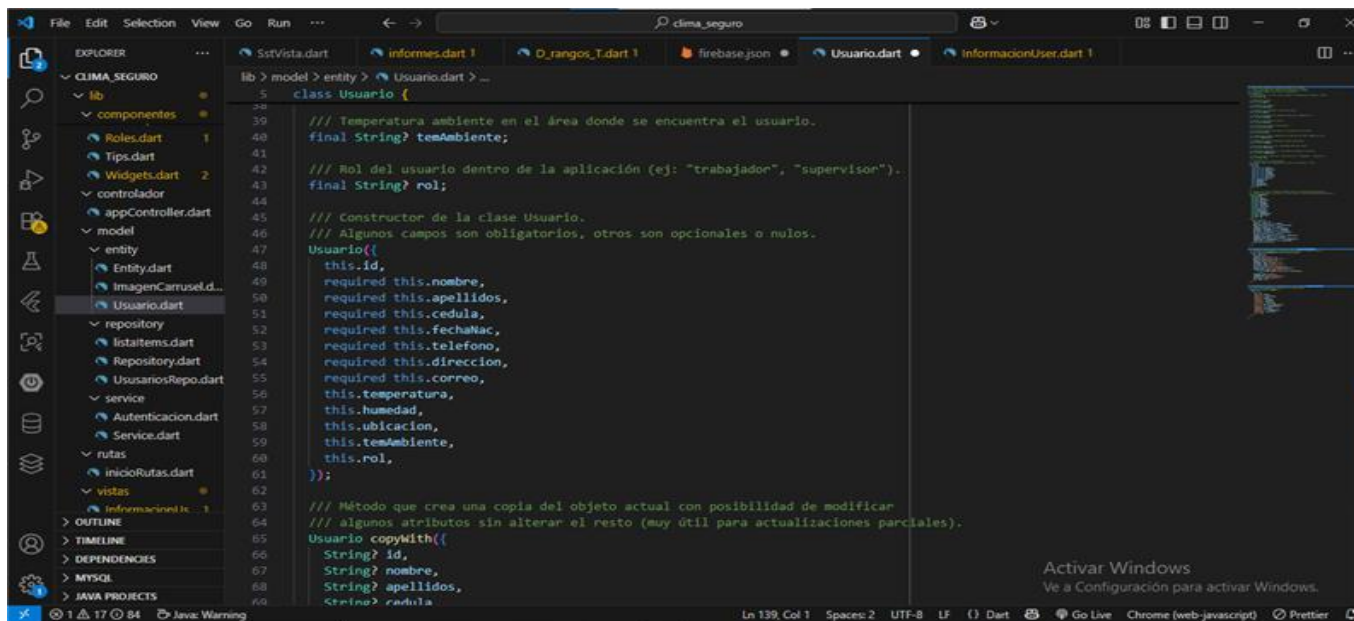 File Edit Selection View Go Run ... clima_seguro
EXPLORER ...
SstVista.dart informes.dart 1 D_rangos_T.dart 1 firebase.json Usuario.dart InformacionUser.dart 1
CLIMA_SEGURO
lib > model > entity > Usuario.dart > ...
lib
5 class Usuario {
componentes
38
Roles.dart 1
39 /// Temperatura ambiente en el área donde se encuentra el usuario.
40 final String? temAmbiente;
Tips.dart
41
Widgets.dart 2
42 /// Rol del usuario dentro de la aplicación (ej: "trabajador", "supervisor").
43 final String? rol;
controlador
44
appController.dart
45 /// Constructor de la clase Usuario.
model
46 /// Algunos campos son obligatorios, otros son opcionales o nulos.
entity
47 Usuario({
Entity.dart
48 this.id,
ImagenCarrusel.d...
49 required this.nombre,
Usuario.dart
50 required this.apellidos,
51 required this.cedula,
repository
52 required this.fechaNac,
listaItems.dart
53 required this.telefono,
Repository.dart
54 required this.direccion,
UsusariosRepo.dart
55 required this.correo,
service
56 this.temperatura,
57 this.humedad,
Autenticacion.dart
58 this.ubicacion,
Service.dart
59 this.temAmbiente,
rutas
60 this.rol,
inicioRutas.dart
61 });
vistas
62
InformacionUs... 1
63 /// Método que crea una copia del objeto actual con posibilidad de modificar
OUTLINE
64 /// algunos atributos sin alterar el resto (muy útil para actualizaciones parciales).
TIMELINE
65 Usuario copyWith({
DEPENDENCIES
66 String? id,
MYSQL
67 String? nombre,
68 String? apellidos,
JAVA PROJECTS
69 String? cedula
Activar Windows
Ve a Configuración para activar Windows.
1 17 84 Java: Warning Ln 139, Col 1 Spaces: 2 UTF-8 LF {} Dart Go Live Chrome (web-javascript) Prettier